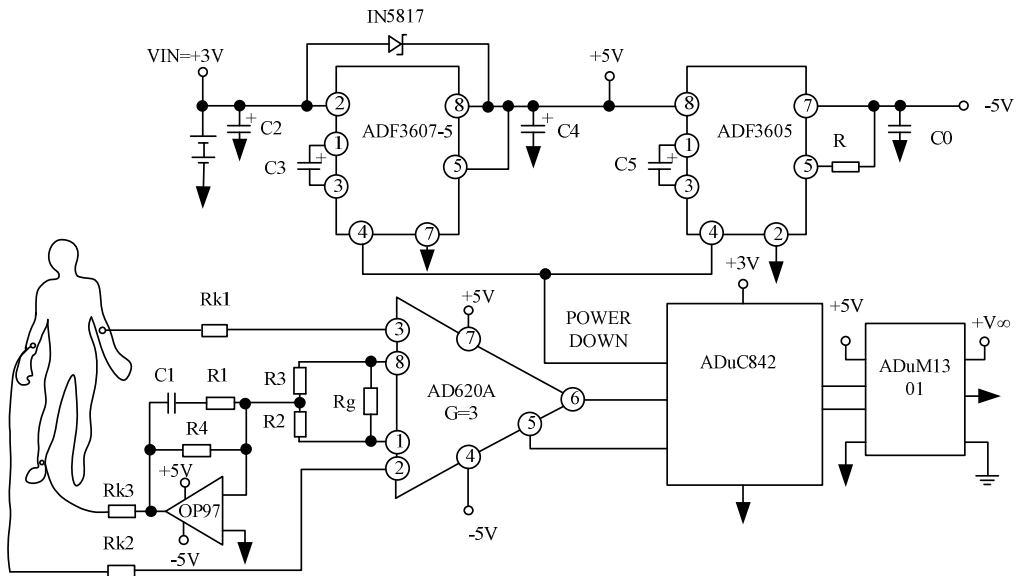 IN5817
VIN=+3V
+5V
2
8
8
7
-5V
+
C2
ADF3607-5
+
C4
ADF3605
C0
1
+
C3
3
5
1
+
C5
3
R
5
4
7
4
2
+3V
Rk1
+5V
POWER
DOWN
+5V
+V∞
3
7
ADuC842
ADuM13
01
C1
R1
R3
8
Rg
AD620A
G=3
6
R2
5
R4
1
+5V
2
4
Rk3
OP97
-5V
-5V
Rk2